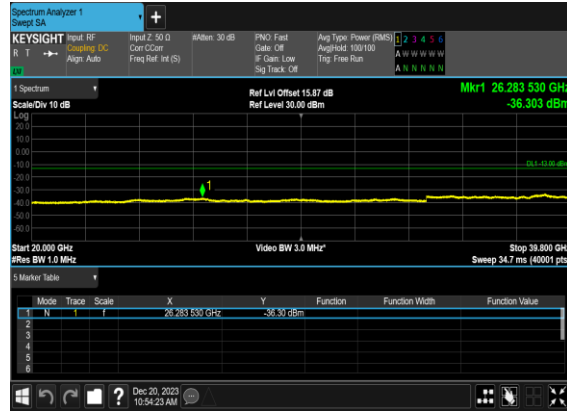 Spectrum Analyzer 1
Swept SA
+
KEYSIGHT Input: RF Input Z: 50 Ω #Atten: 30 dB PNO: Fast Avg Type: Power (RMS) 1 2 3 4 5 6
R T Coupling: DC Corr CCorr Gate: Off Avg|Hold: 100/100 A W W W W W
Align: Auto Freq Ref: Int (S) IF Gain: Low Trig: Free Run
Sig Track: Off A N N N N N
1 Spectrum Ref Lvl Offset 15.87 dB Mkr1 26.283 530 GHz
Scale/Div 10 dB Ref Level 30.00 dBm -36.303 dBm
Log
20.0
10.0
0.00
-10.0
DL1 -13.00 dBm
-20.0
1
-30.0
-40.0
-50.0
-60.0
Start 20.000 GHz Video BW 3.0 MHz* Stop 39.800 GHz
#Res BW 1.0 MHz Sweep 34.7 ms (40001 pts)
5 Marker Table
Mode Trace Scale X Y Function Function Width Function Value
1 N 1 f 26.283 530 GHz -36.30 dBm
2
3
4
5
6
? Dec 20, 2023
10:54:23 AM